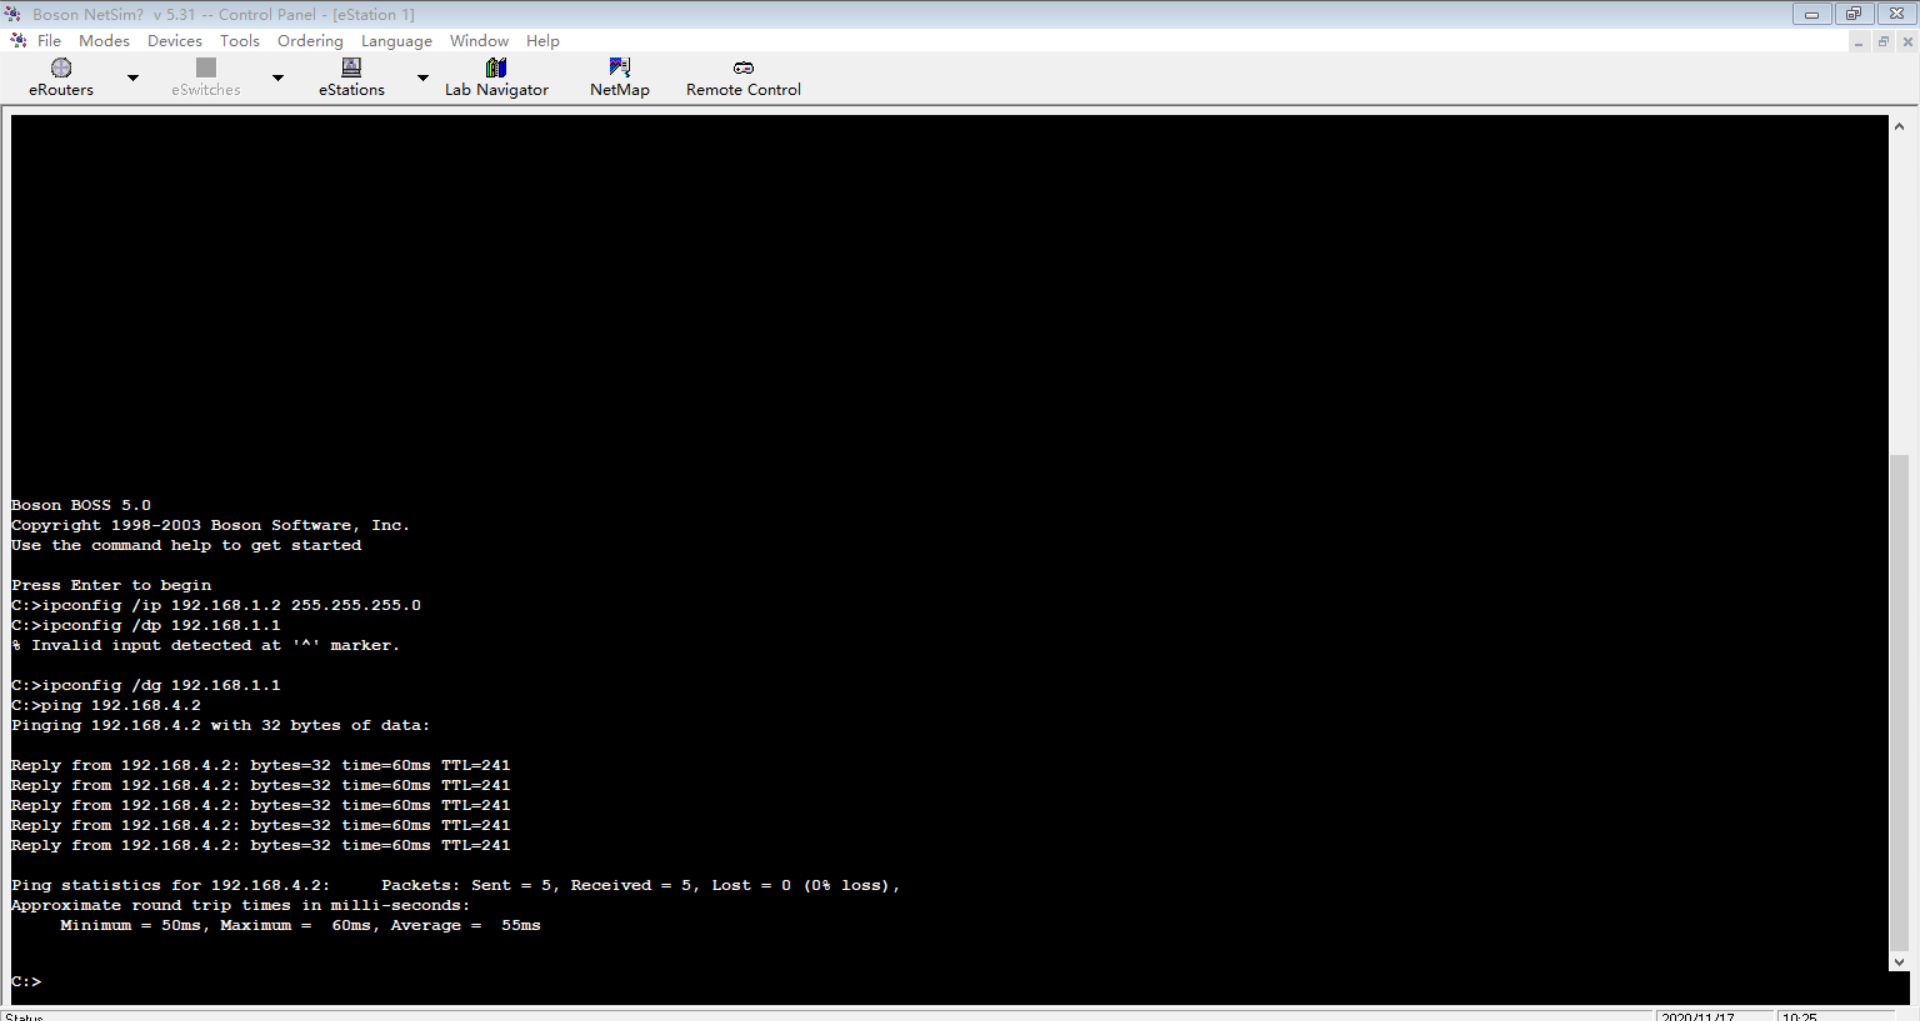 Boson NetSim? v 5.31 -- Control Panel - [eStation 1]
File Modes Devices Tools Ordering Language Window Help
eRouters eSwitches eStations Lab Navigator NetMap Remote Control
Boson BOSS 5.0
Copyright 1998-2003 Boson Software, Inc.
Use the command help to get started
Press Enter to begin
C:>ipconfig /ip 192.168.1.2 255.255.255.0
C:>ipconfig /dp 192.168.1.1
% Invalid input detected at '^' marker.
C:>ipconfig /dg 192.168.1.1
C:>ping 192.168.4.2
Pinging 192.168.4.2 with 32 bytes of data:
Reply from 192.168.4.2: bytes=32 time=60ms TTL=241
Reply from 192.168.4.2: bytes=32 time=60ms TTL=241
Reply from 192.168.4.2: bytes=32 time=60ms TTL=241
Reply from 192.168.4.2: bytes=32 time=60ms TTL=241
Reply from 192.168.4.2: bytes=32 time=60ms TTL=241
Ping statistics for 192.168.4.2: Packets: Sent = 5, Received = 5, Lost = 0 (0% loss),
Approximate round trip times in milli-seconds:
Minimum = 50ms, Maximum = 60ms, Average = 55ms
C:>
Status 2020/11/17 10:25